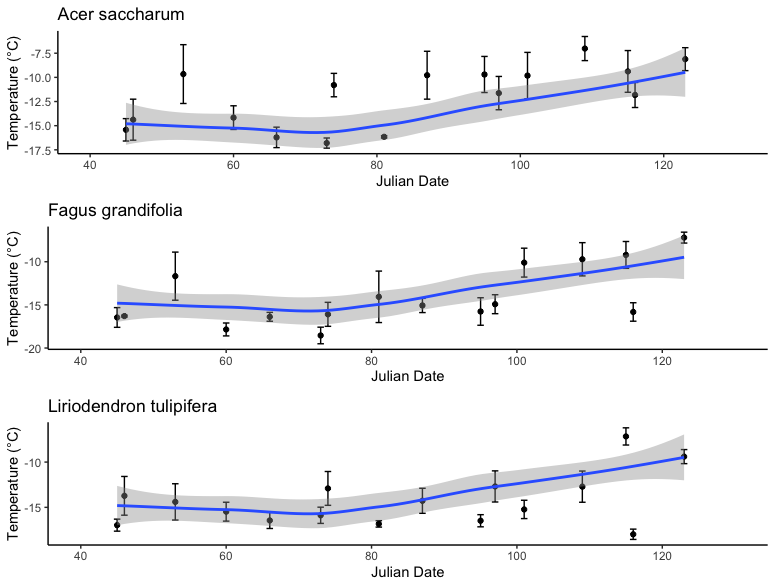 Acer saccharum
Temperature (°C)
-7.5
-10.0
-12.5
-15.0
-17.5
40 60 80 100 120
Julian Date
Fagus grandifolia
Temperature (°C)
-10
-15
-20
40 60 80 100 120
Julian Date
Liriodendron tulipifera
Temperature (°C)
-10
-15
40 60 80 100 120
Julian Date